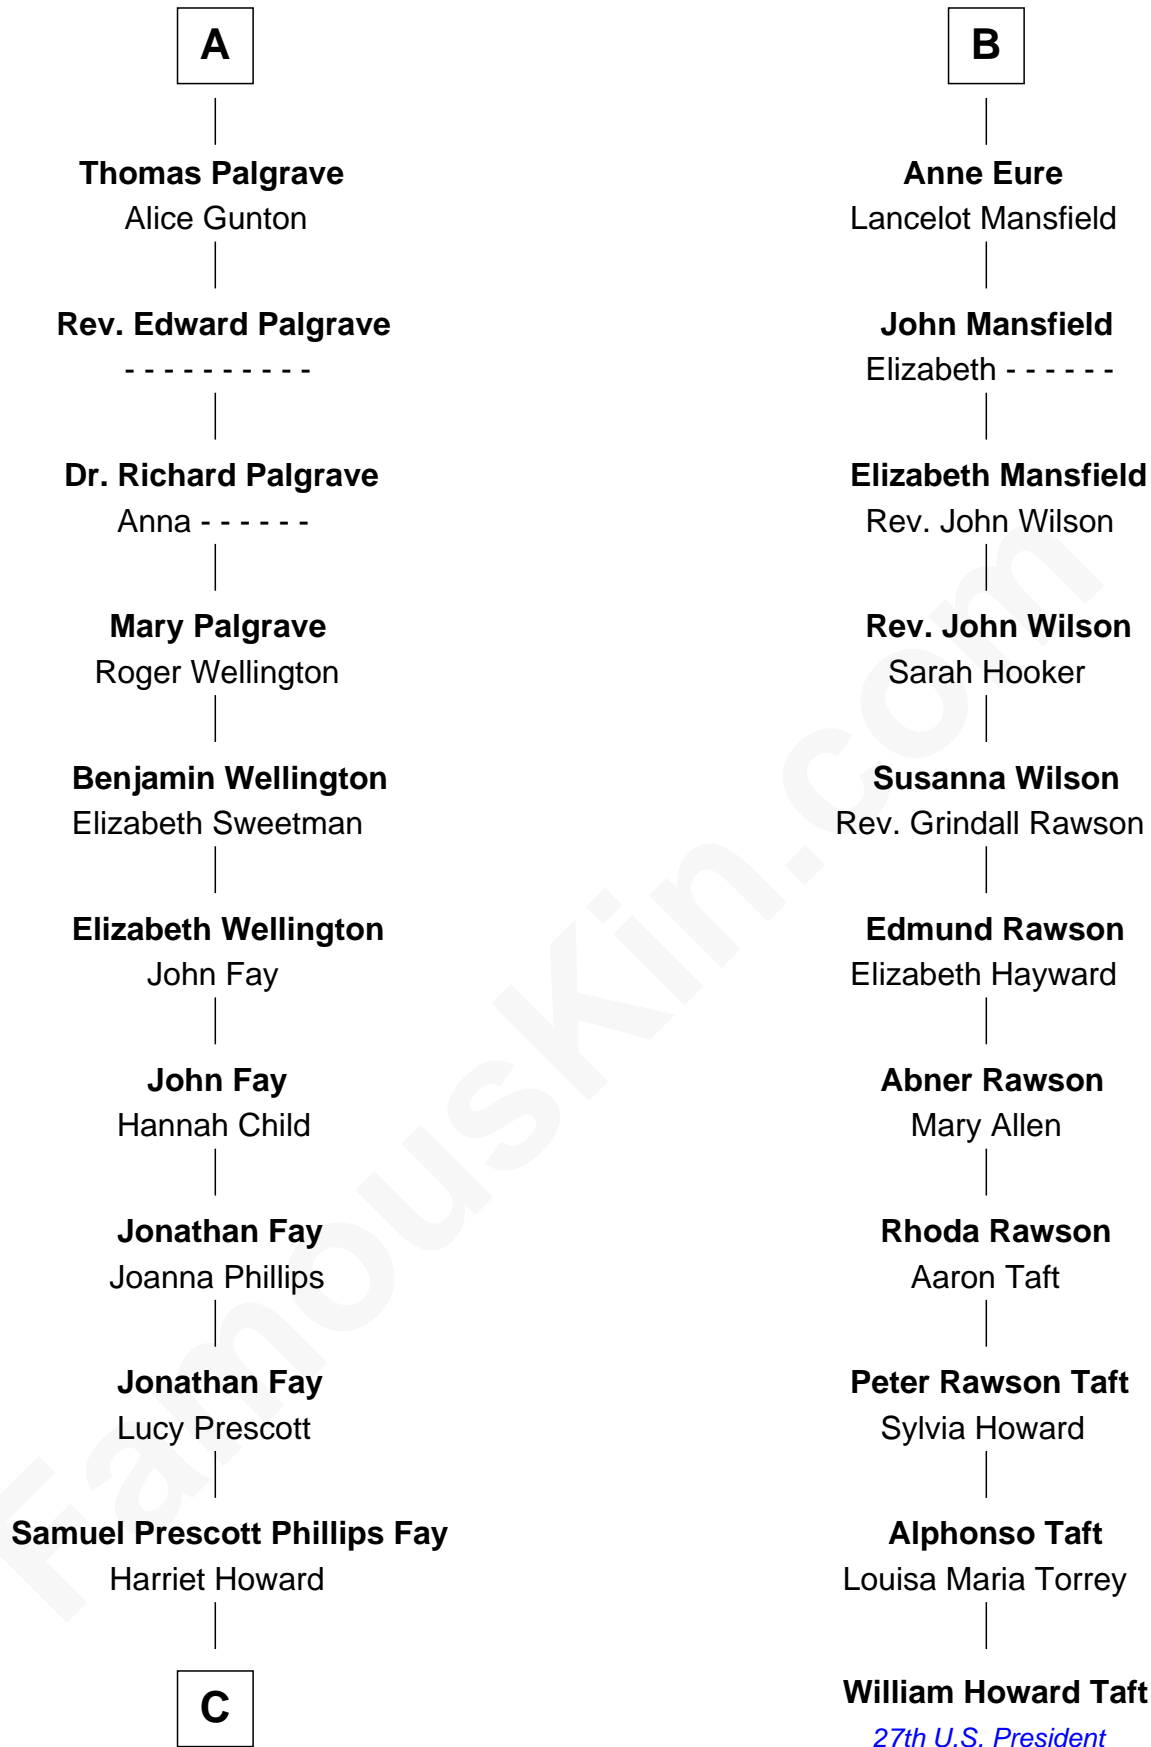 A
Thomas Palgrave
Alice Gunton
Rev. Edward Palgrave
- - - - - - - - - -
Dr. Richard Palgrave
Anna - - - - - -
Mary Palgrave
Roger Wellington
Benjamin Wellington
Elizabeth Sweetman
Elizabeth Wellington
John Fay
John Fay
Hannah Child
Jonathan Fay
Joanna Phillips
Jonathan Fay
Lucy Prescott
Samuel Prescott Phillips Fay
Harriet Howard
C
B
Anne Eure
Lancelot Mansfield
John Mansfield
Elizabeth - - - - - -
Elizabeth Mansfield
Rev. John Wilson
Rev. John Wilson
Sarah Hooker
Susanna Wilson
Rev. Grindall Rawson
Edmund Rawson
Elizabeth Hayward
Abner Rawson
Mary Allen
Rhoda Rawson
Aaron Taft
Peter Rawson Taft
Sylvia Howard
Alphonso Taft
Louisa Maria Torrey
William Howard Taft
27th U.S. President
FamousKin.com